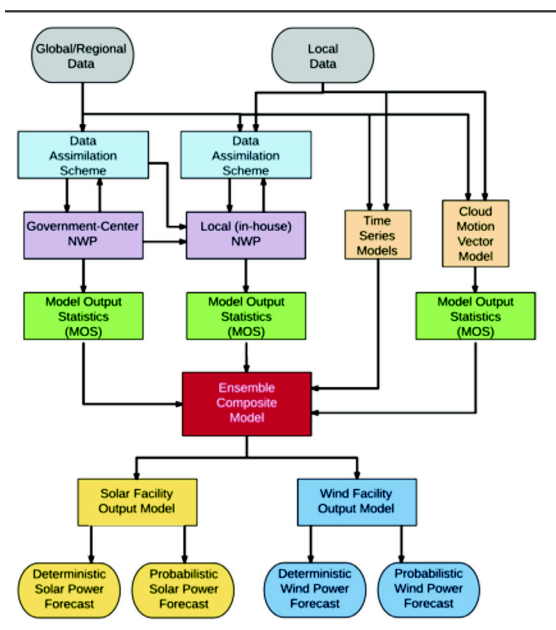 Global/Regional
Data
Local
Data
Data
Assimilation
Scheme
Data
Assimilation
Scheme
Government-Center
NWP
Local (in-house)
NWP
Time
Series
Models
Cloud
Motion
Vector
Model
Model Output
Statistics
(MOS)
Model Output
Statistics
(MOS)
Model Output
Statistics
(MOS)
Ensemble
Composite
Model
Solar Facility
Output Model
Wind Facility
Output Model
Deterministic
Solar Power
Forecast
Probabilistic
Solar Power
Forecast
Deterministic
Wind Power
Forecast
Probabilistic
Wind Power
Forecast